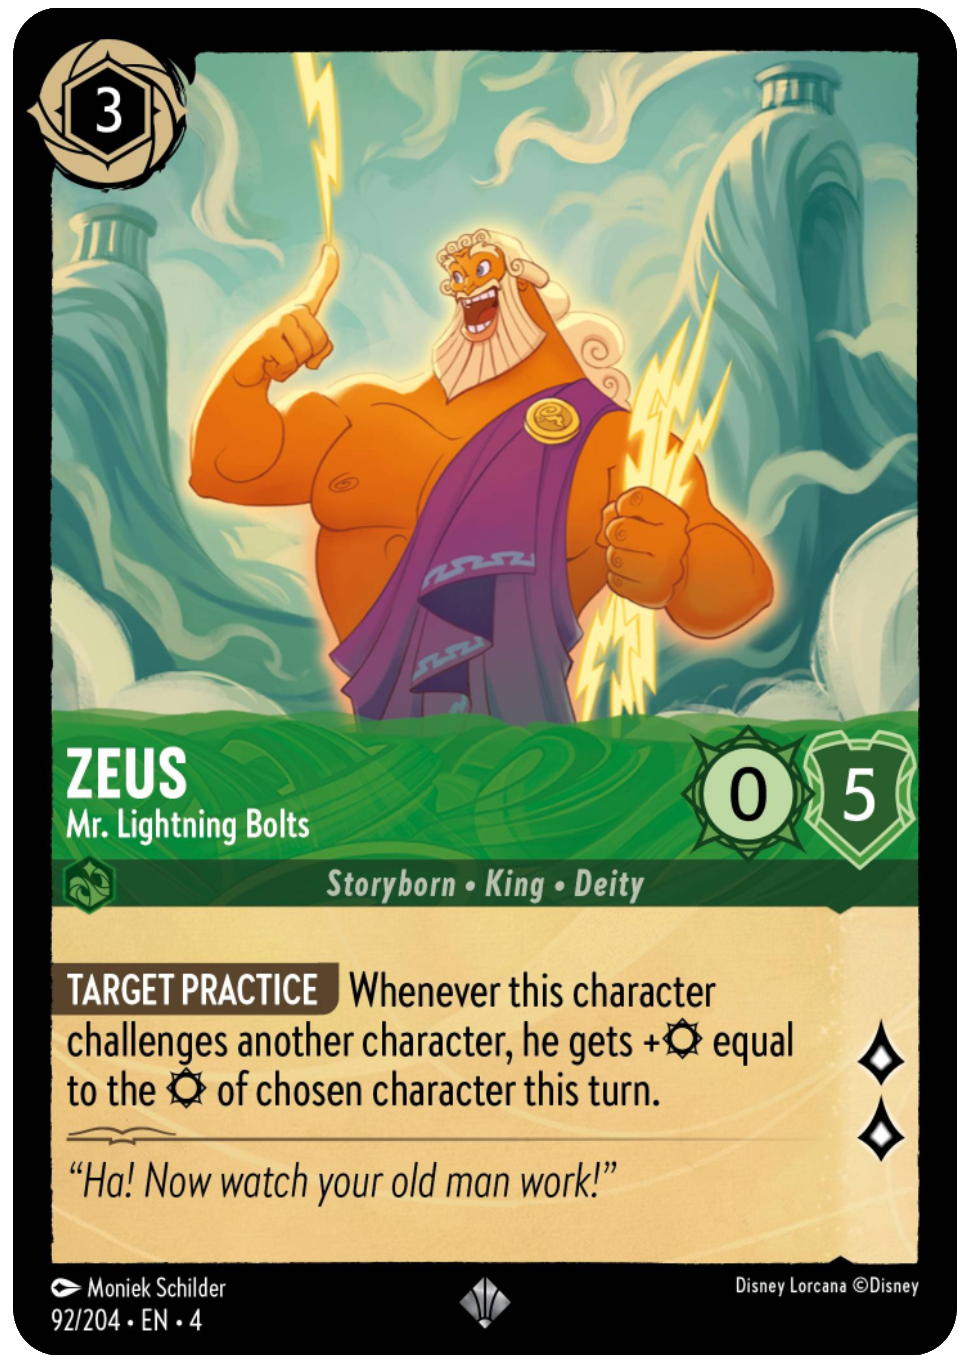 3
ZEUS
Mr. Lightning Bolts
0
5
Storyborn • King • Deity
TARGET PRACTICE Whenever this character
challenges another character, he gets + equal
to the of chosen character this turn.
“Ha! Now watch your old man work!”
Moniek Schilder
92/204 • EN • 4
Disney Lorcana ©Disney